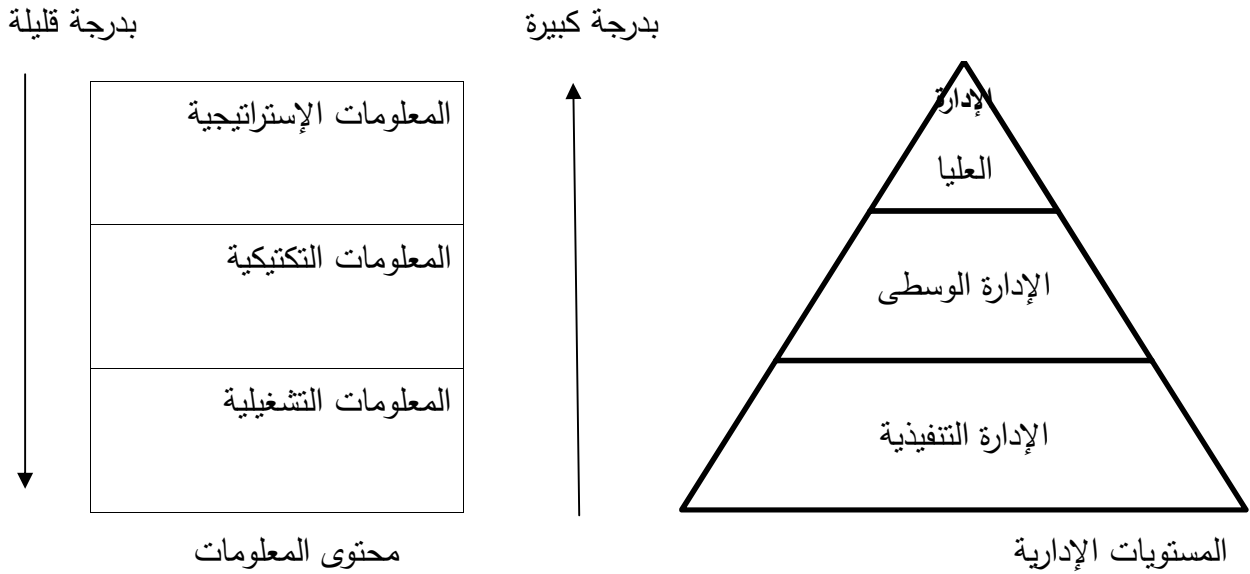 بدرجة كبيرة
بدرجة قليلة
الإدارة
العليا
الإدارة الوسطى
الإدارة التنفيذية
المستويات الإدارية
المعلومات الإستراتيجية
المعلومات التكتيكية
المعلومات التشغيلية
محتوى المعلومات